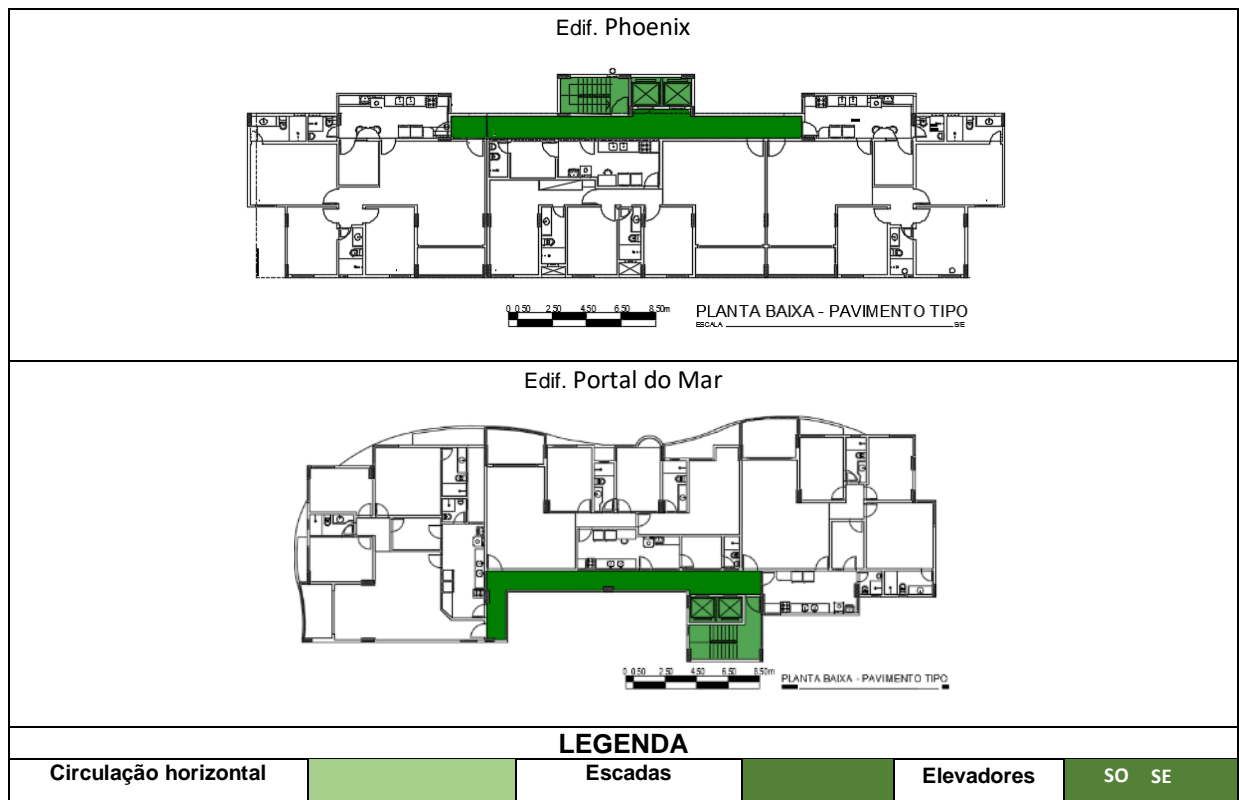 Edif. Phoenix
0 0.50 2.50 4.50 6.50 8.50m
PLANTA BAIXA - PAVIMENTO TIPO
ESCALA S/E
Edif. Portal do Mar
0 0.50 2.50 4.50 6.50 8.50m
PLANTA BAIXA - PAVIMENTO TIPO
LEGENDA
Circulação horizontal Escadas Elevadores SO SE